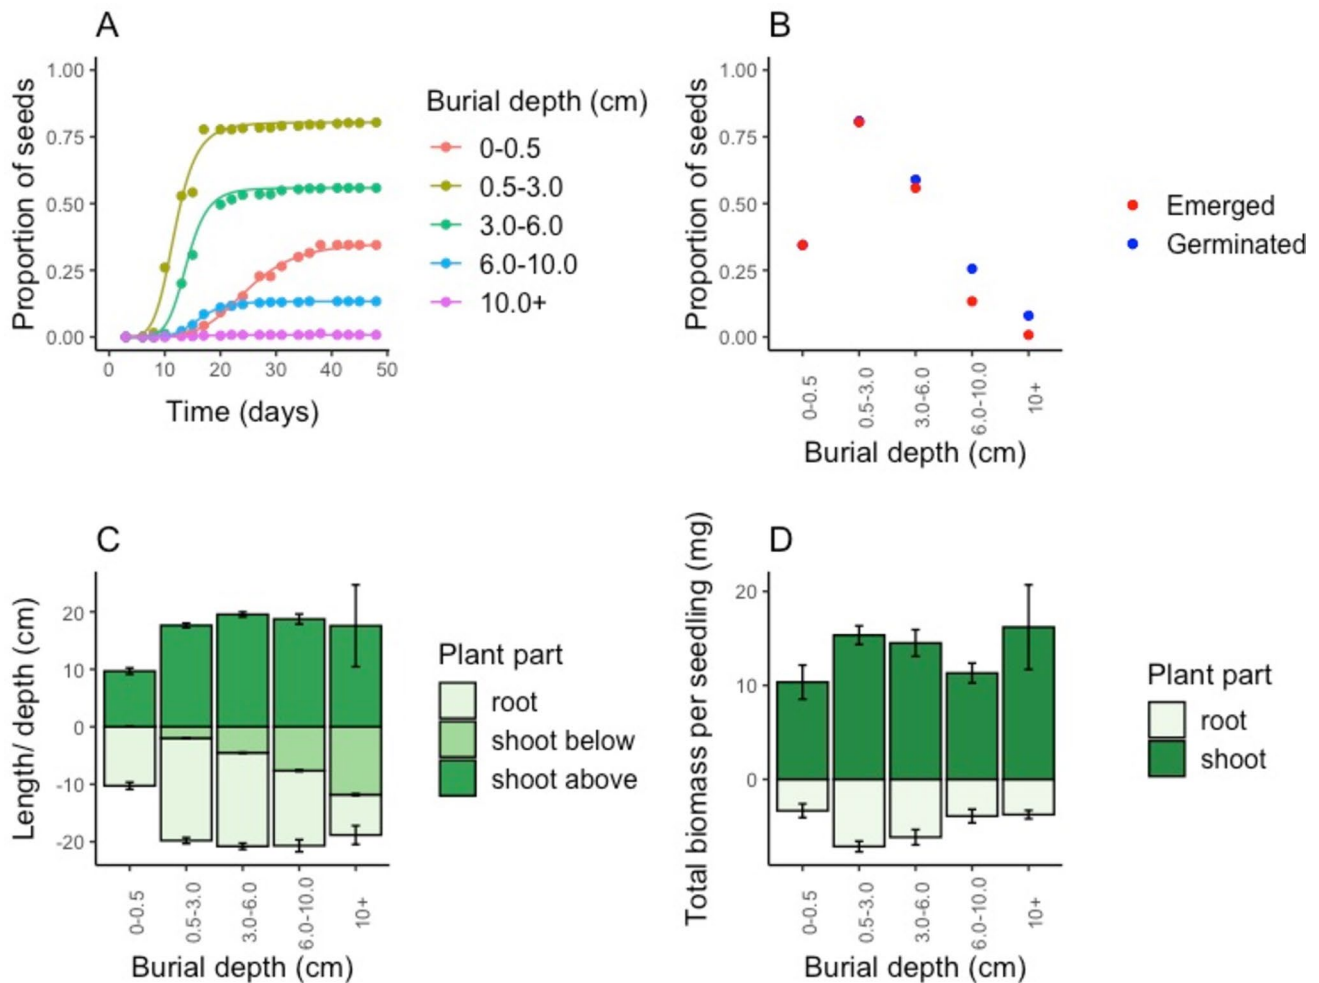 A
Proportion of seeds
1.00
0.75
0.50
0.25
0.00
0
10
20
30
40
50
Time (days)
Burial depth (cm)
0-0.5
0.5-3.0
3.0-6.0
6.0-10.0
10.0+
B
Proportion of seeds
1.00
0.75
0.50
0.25
0.00
0-0.5
0.5-3.0
3.0-6.0
6.0-10.0
10+
Burial depth (cm)
Emerged
Germinated
C
Length/ depth (cm)
20
10
0
-10
-20
0-0.5
0.5-3.0
3.0-6.0
6.0-10.0
10+
Burial depth (cm)
Plant part
root
shoot below
shoot above
D
Total biomass per seedling (mg)
20
10
0
0-0.5
0.5-3.0
3.0-6.0
6.0-10.0
10+
Burial depth (cm)
Plant part
root
shoot